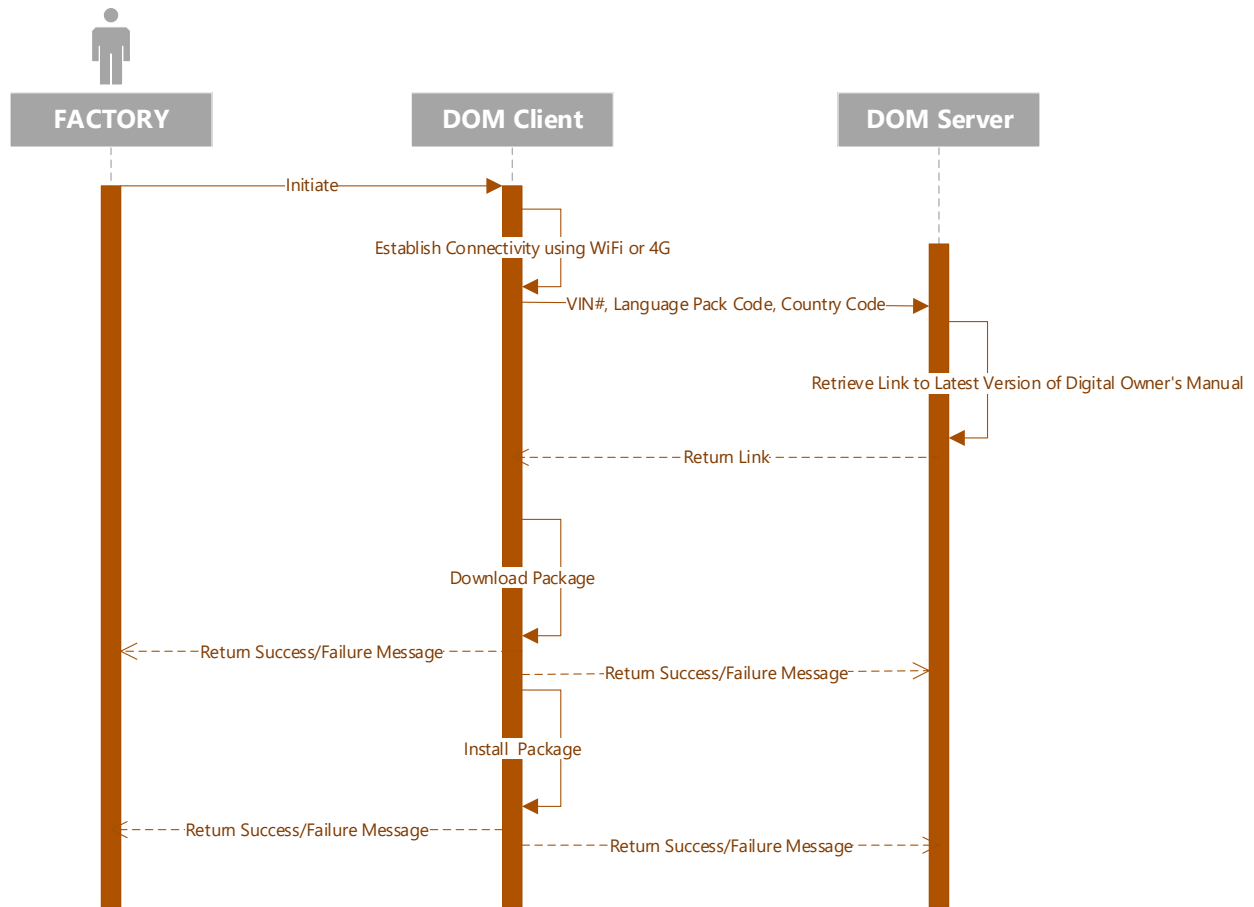 FACTORY
DOM Client
DOM Server
Initiate
Establish Connectivity using WiFi or 4G
VIN#, Language Pack Code, Country Code
Retrieve Link to Latest Version of Digital Owner's Manual
Return Link
Download Package
Return Success/Failure Message
Return Success/Failure Message
Install Package
Return Success/Failure Message
Return Success/Failure Message